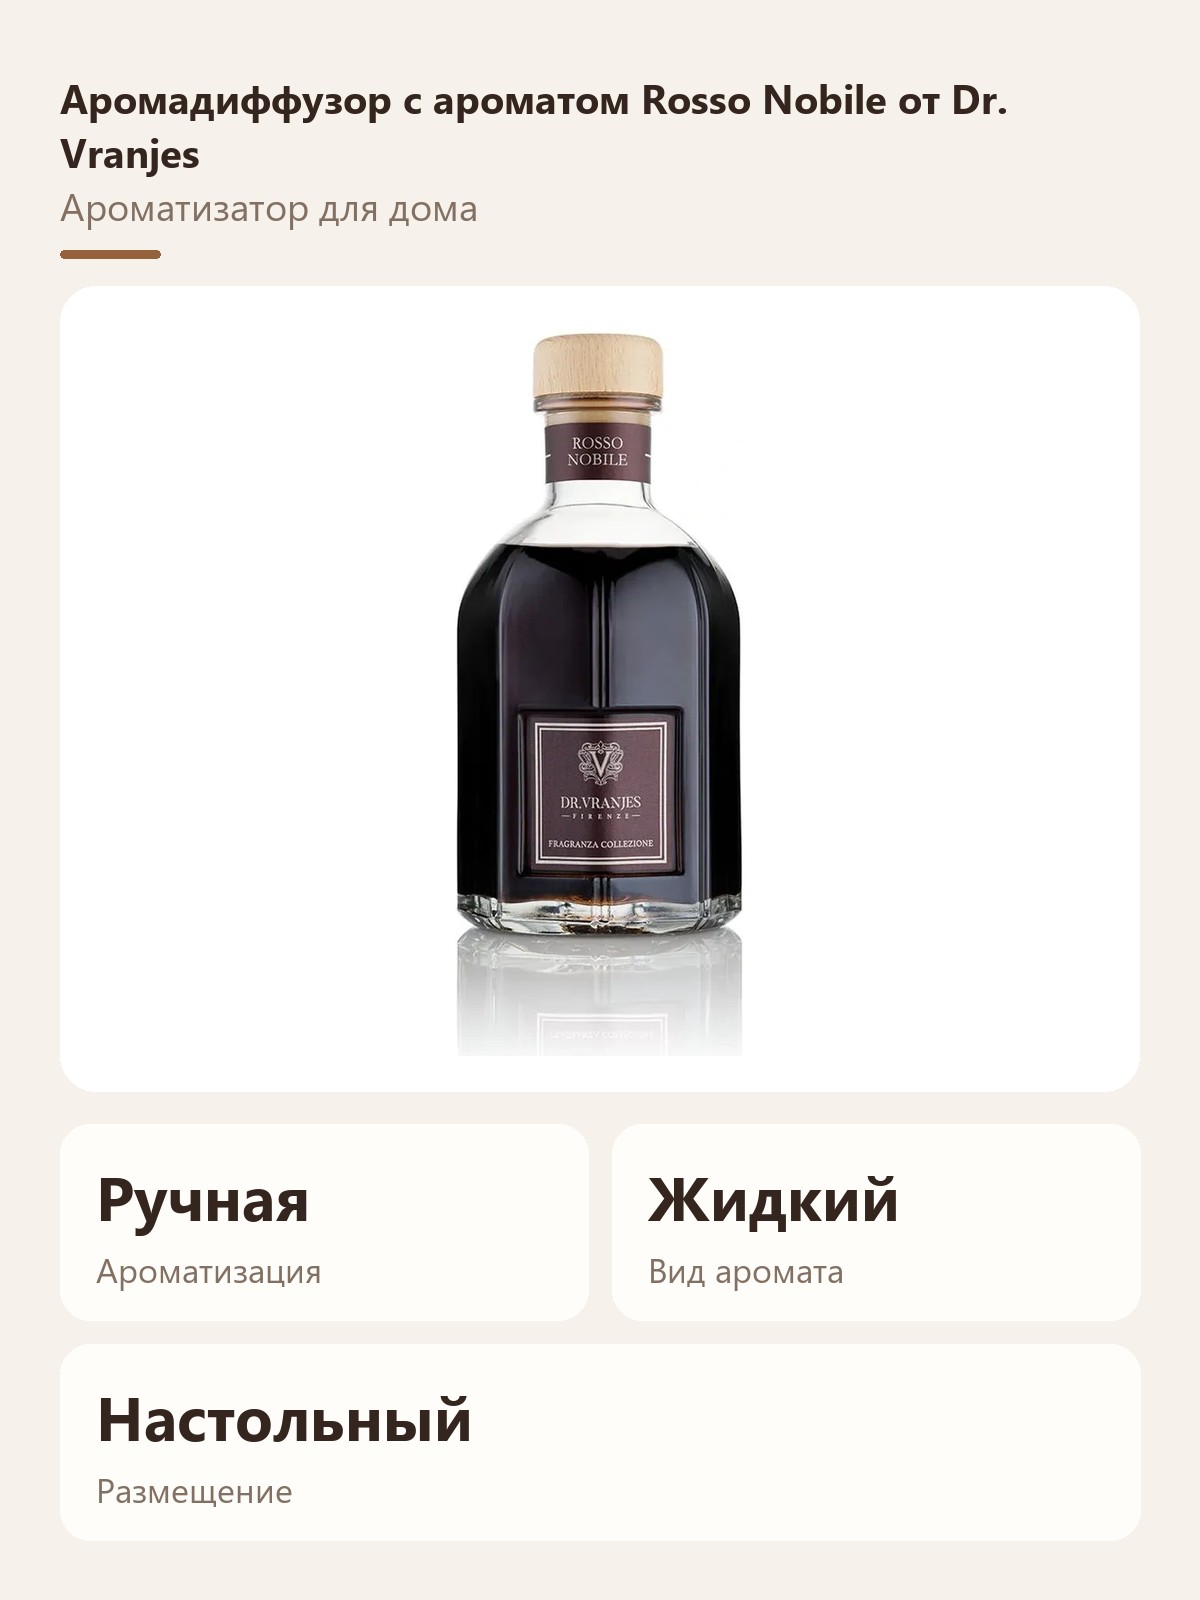 Аромадиффузор с ароматом Rosso Nobile от Dr.
Vranjes
Ароматизатор для дома
ROSSO
NOBILE
V
DR.VRANJES
FIRENZE
FRAGRANZA COLLEZIONE
Ручная
Ароматизация
Жидкий
Вид аромата
Настольный
Размещение